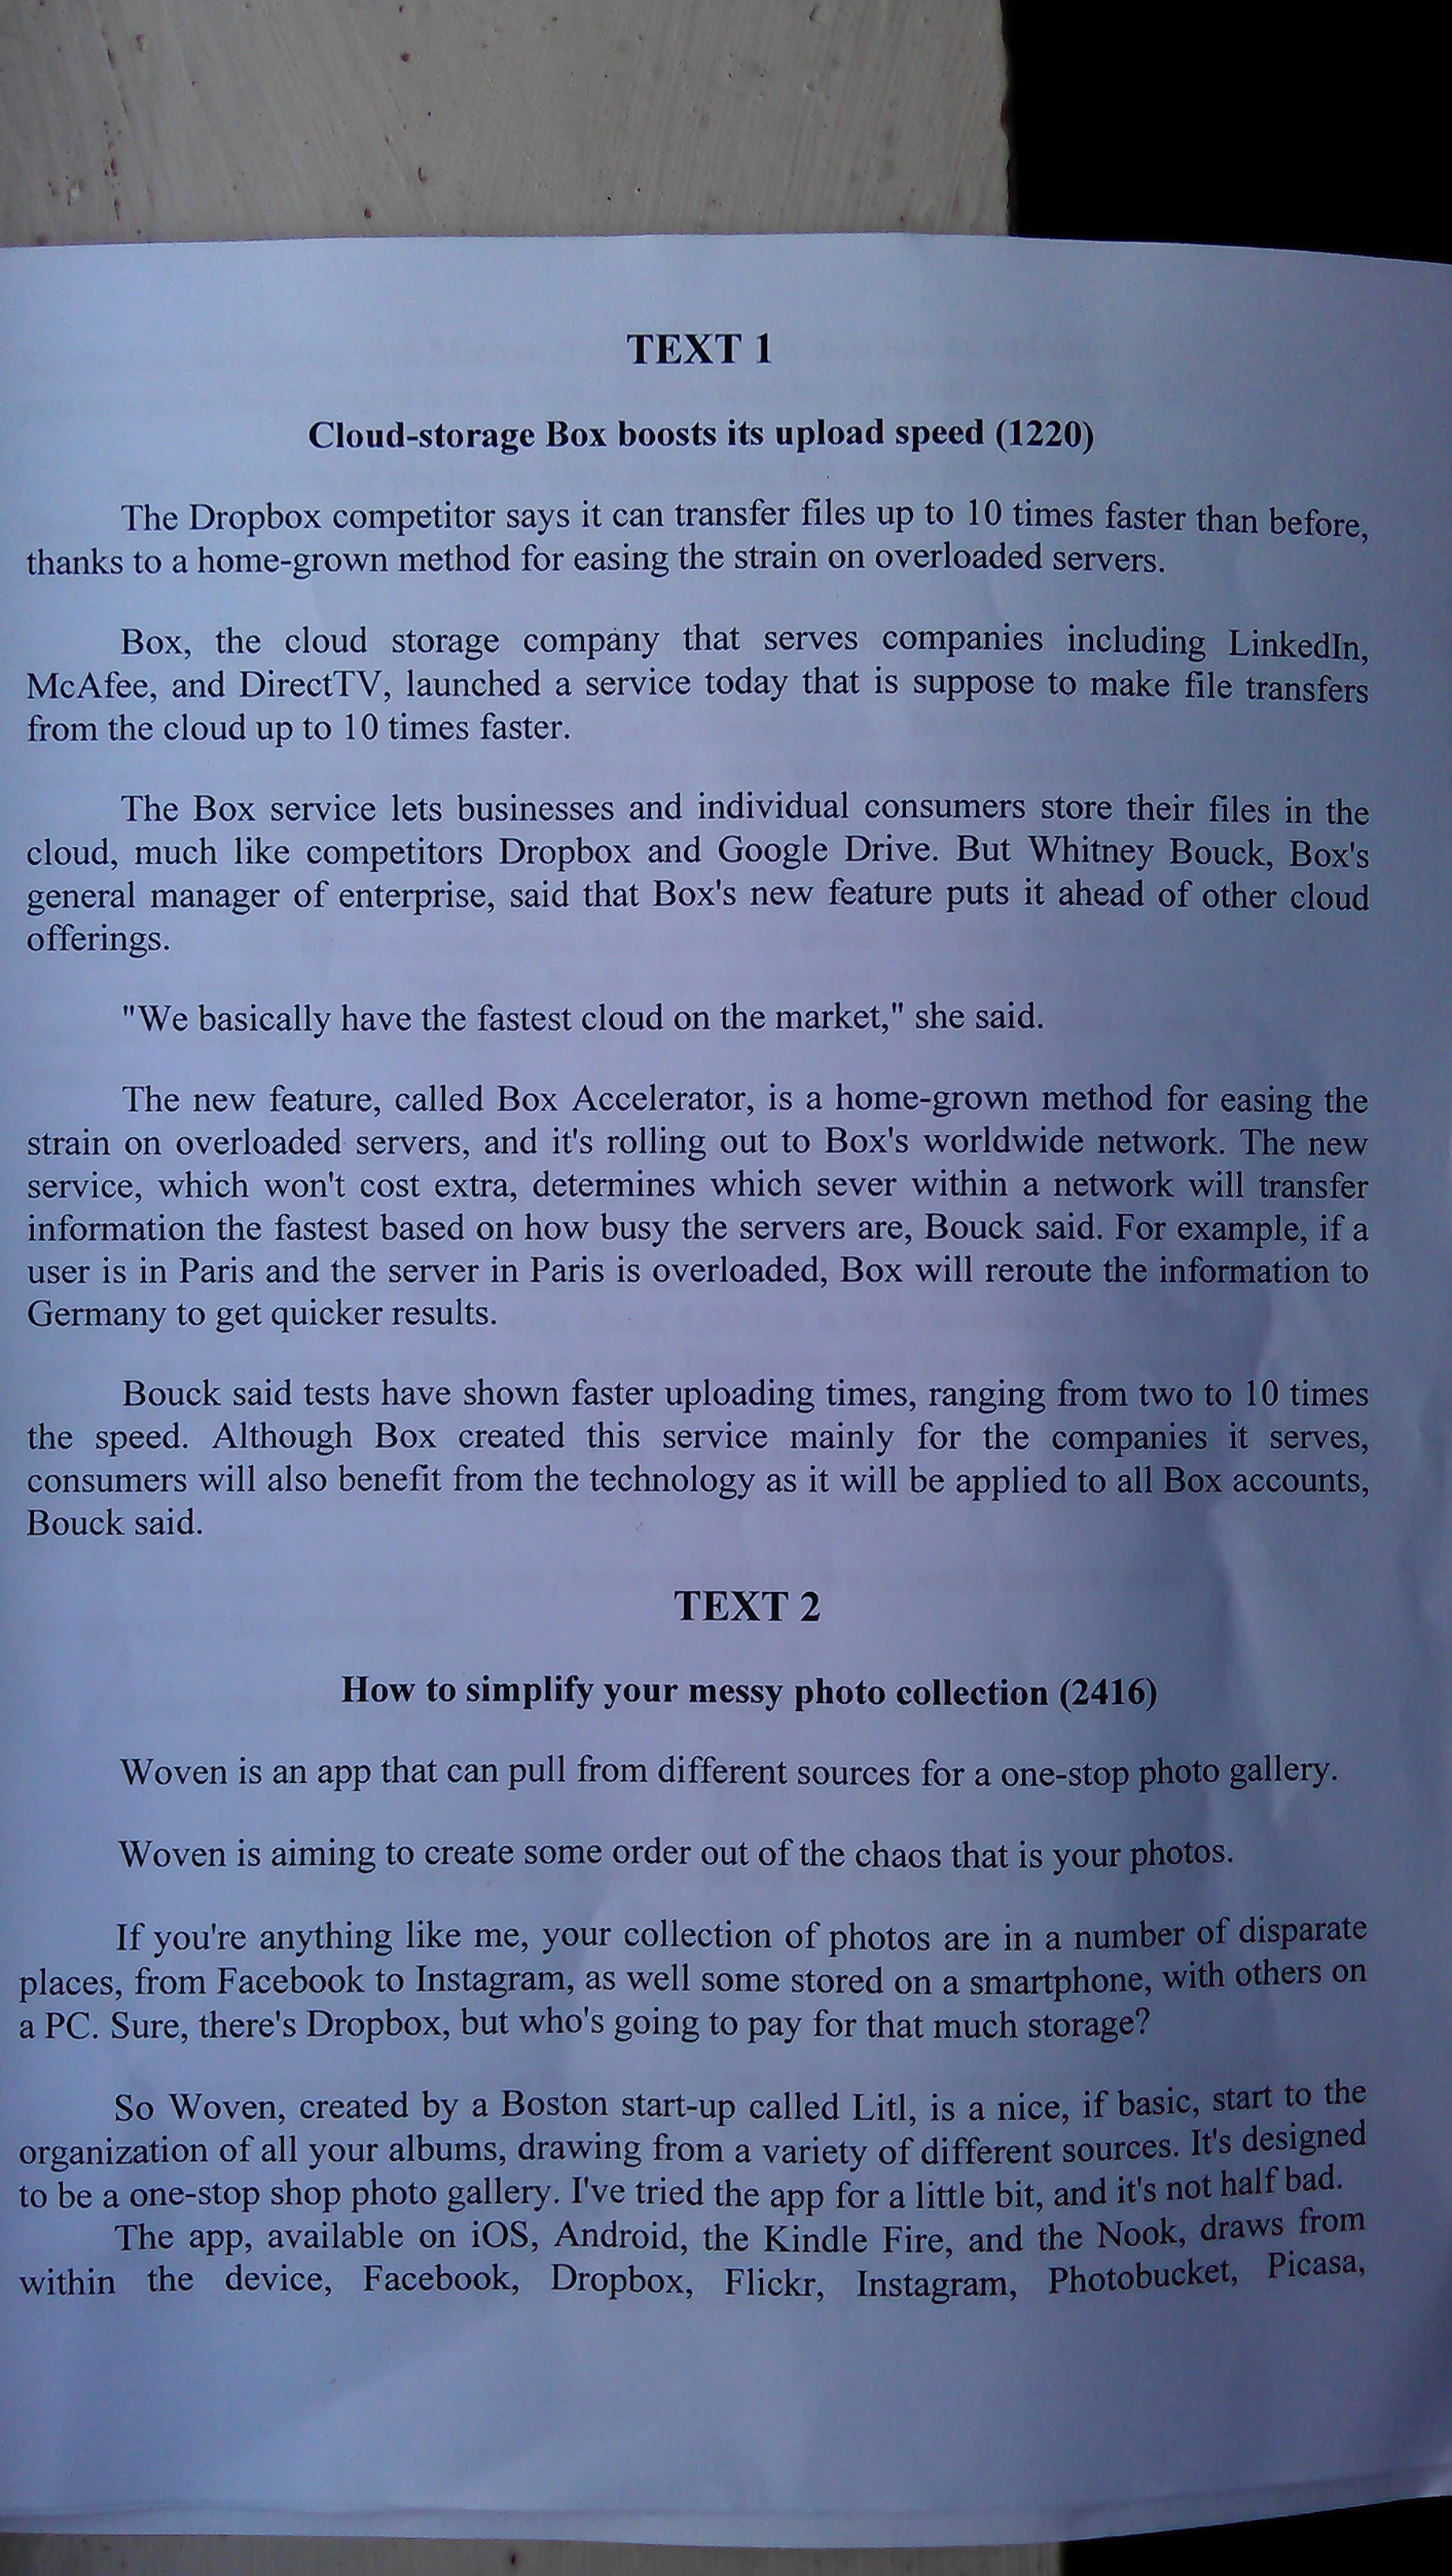 TEXT 1
Cloud-storage Box boosts its upload speed (1220)
The Dropbox competitor says it can transfer files up to 10 times faster than before,
thanks to a home-grown method for easing the strain on overloaded servers.
Box, the cloud storage company that serves companies including LinkedIn,
McAfee, and DirectTV, launched a service today that is suppose to make file transfers
from the cloud up to 10 times faster.
The Box service lets businesses and individual consumers store their files in the
cloud, much like competitors Dropbox and Google Drive. But Whitney Bouck, Box's
general manager of enterprise, said that Box's new feature puts it ahead of other cloud
offerings.
"We basically have the fastest cloud on the market," she said.
The new feature, called Box Accelerator, is a home-grown method for easing the
strain on overloaded servers, and it's rolling out to Box's worldwide network. The new
service, which won't cost extra, determines which sever within a network will transfer
information the fastest based on how busy the servers are, Bouck said. For example, if a
user is in Paris and the server in Paris is overloaded, Box will reroute the information to
Germany to get quicker results.
Bouck said tests have shown faster uploading times, ranging from two to 10 times
the speed. Although Box created this service mainly for the companies it serves,
consumers will also benefit from the technology as it will be applied to all Box accounts,
Bouck said.
TEXT 2
How to simplify your messy photo collection (2416)
Woven is an app that can pull from different sources for a one-stop photo gallery.
Woven is aiming to create some order out of the chaos that is your photos.
If you're anything like me, your collection of photos are in a number of disparate
places, from Facebook to Instagram, as well some stored on a smartphone, with others on
a PC. Sure, there's Dropbox, but who's going to pay for that much storage?
So Woven, created by a Boston start-up called Litl, is a nice, if basic, start to the
organization of all your albums, drawing from a variety of different sources. It's designed
to be a one-stop shop photo gallery. I've tried the app for a little bit, and it's not half bad.
The app, available on iOS, Android, the Kindle Fire, and the Nook, draws from
within the device, Facebook, Dropbox, Flickr, Instagram, Photobucket, Picasa,